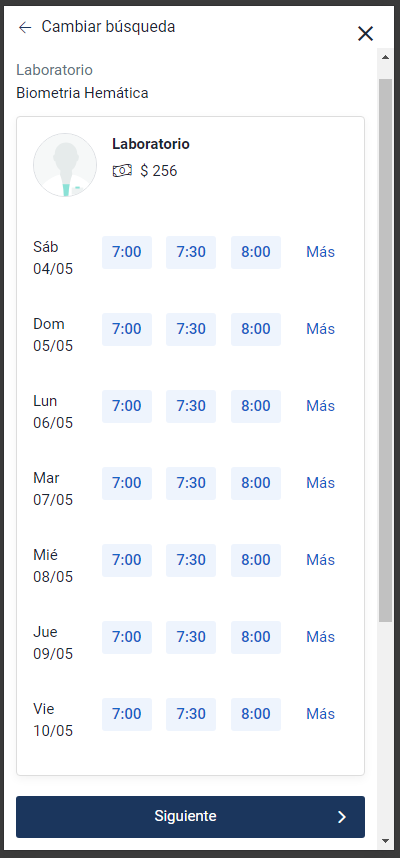 Cambiar búsqueda
Laboratorio
Biometria Hemática
Laboratorio
$ 256
Sáb
04/05
7:00 7:30 8:00 Más
Dom
05/05
7:00 7:30 8:00 Más
Lun
06/05
7:00 7:30 8:00 Más
Mar
07/05
7:00 7:30 8:00 Más
Mié
08/05
7:00 7:30 8:00 Más
Jue
09/05
7:00 7:30 8:00 Más
Vie
10/05
7:00 7:30 8:00 Más
Siguiente